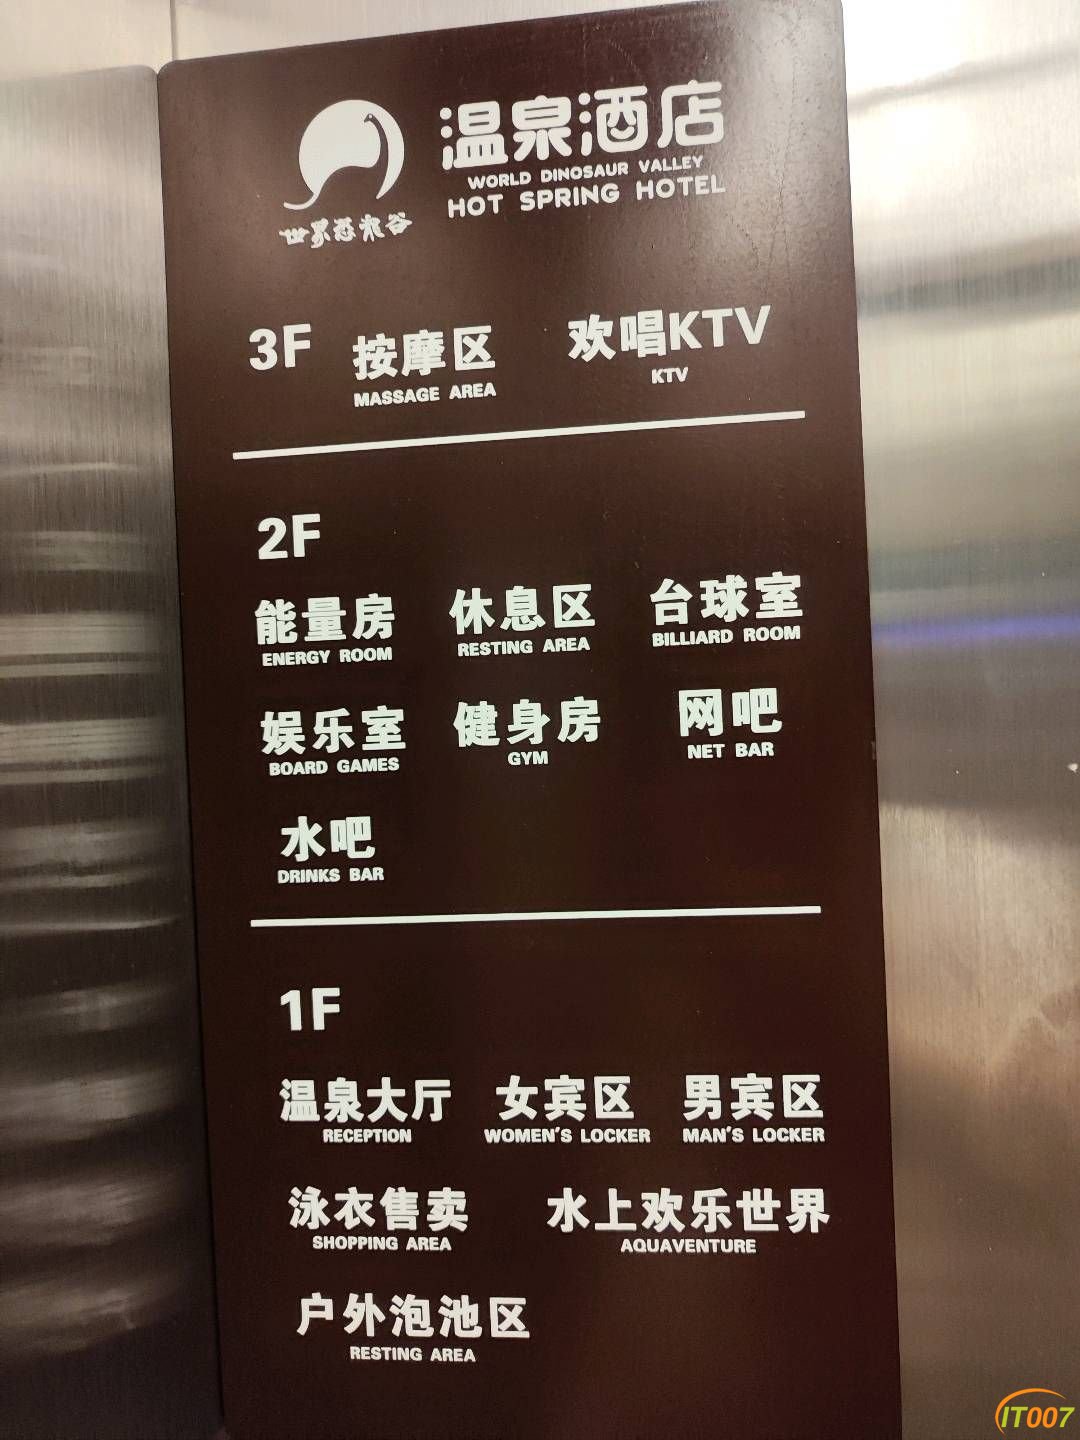 温泉酒店
WORLD DINOSAUR VALLEY
HOT SPRING HOTEL
世界恐龙谷
3F 按摩区 欢唱KTV
MASSAGE AREA KTV
2F
能量房 休息区 台球室
ENERGY ROOM RESTING AREA BILLIARD ROOM
娱乐室 健身房 网吧
BOARD GAMES GYM NET BAR
水吧
DRINKS BAR
1F
温泉大厅 女宾区 男宾区
RECEPTION WOMEN'S LOCKER MAN'S LOCKER
泳衣售卖 水上欢乐世界
SHOPPING AREA AQUAVENTURE
户外泡池区
RESTING AREA
IT007